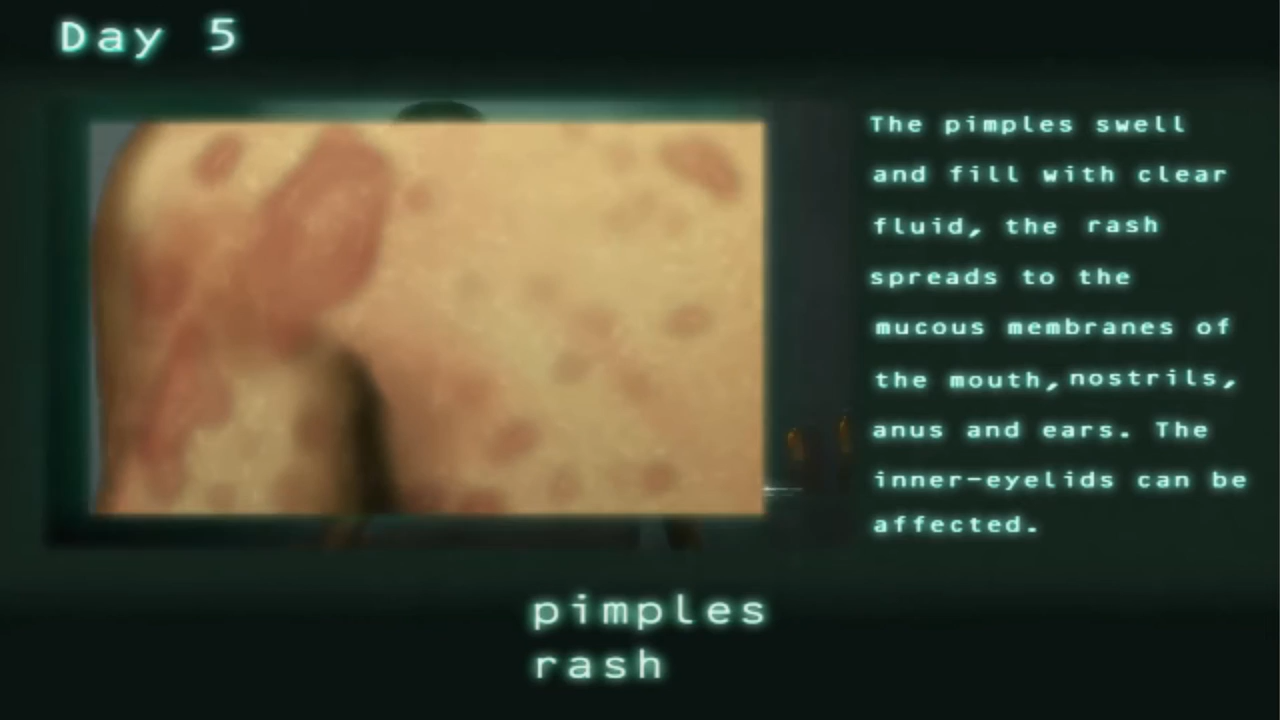 Day 5
The pimples swell
and fill with clear
fluid, the rash
spreads to the
mucous membranes of
the mouth, nostrils,
anus and ears. The
inner-eyelids can be
affected.
pimples
rash